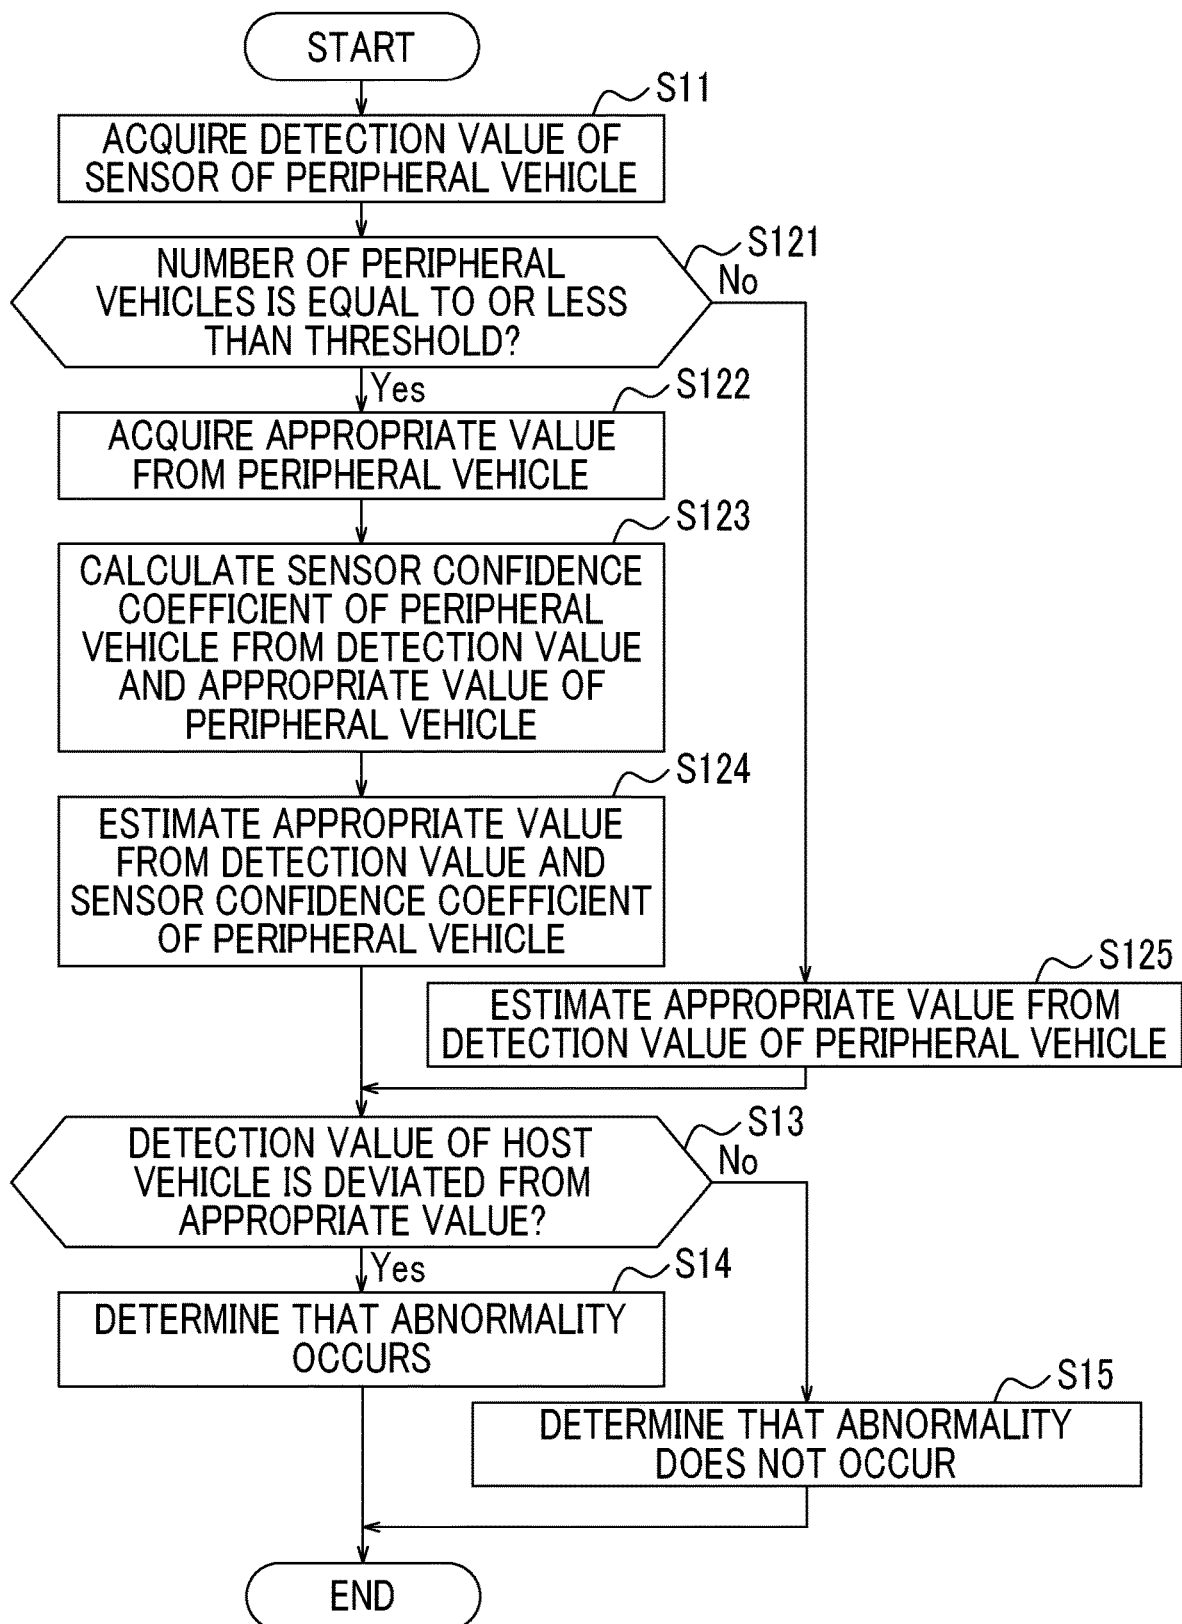 START
S11
ACQUIRE DETECTION VALUE OF
SENSOR OF PERIPHERAL VEHICLE
S121
NUMBER OF PERIPHERAL
VEHICLES IS EQUAL TO OR LESS
THAN THRESHOLD?
No
Yes
S122
ACQUIRE APPROPRIATE VALUE
FROM PERIPHERAL VEHICLE
S123
CALCULATE SENSOR CONFIDENCE
COEFFICIENT OF PERIPHERAL
VEHICLE FROM DETECTION VALUE
AND APPROPRIATE VALUE OF
PERIPHERAL VEHICLE
S124
ESTIMATE APPROPRIATE VALUE
FROM DETECTION VALUE AND
SENSOR CONFIDENCE COEFFICIENT
OF PERIPHERAL VEHICLE
S125
ESTIMATE APPROPRIATE VALUE FROM
DETECTION VALUE OF PERIPHERAL VEHICLE
S13
DETECTION VALUE OF HOST
VEHICLE IS DEVIATED FROM
APPROPRIATE VALUE?
No
Yes
S14
DETERMINE THAT ABNORMALITY
OCCURS
S15
DETERMINE THAT ABNORMALITY
DOES NOT OCCUR
END